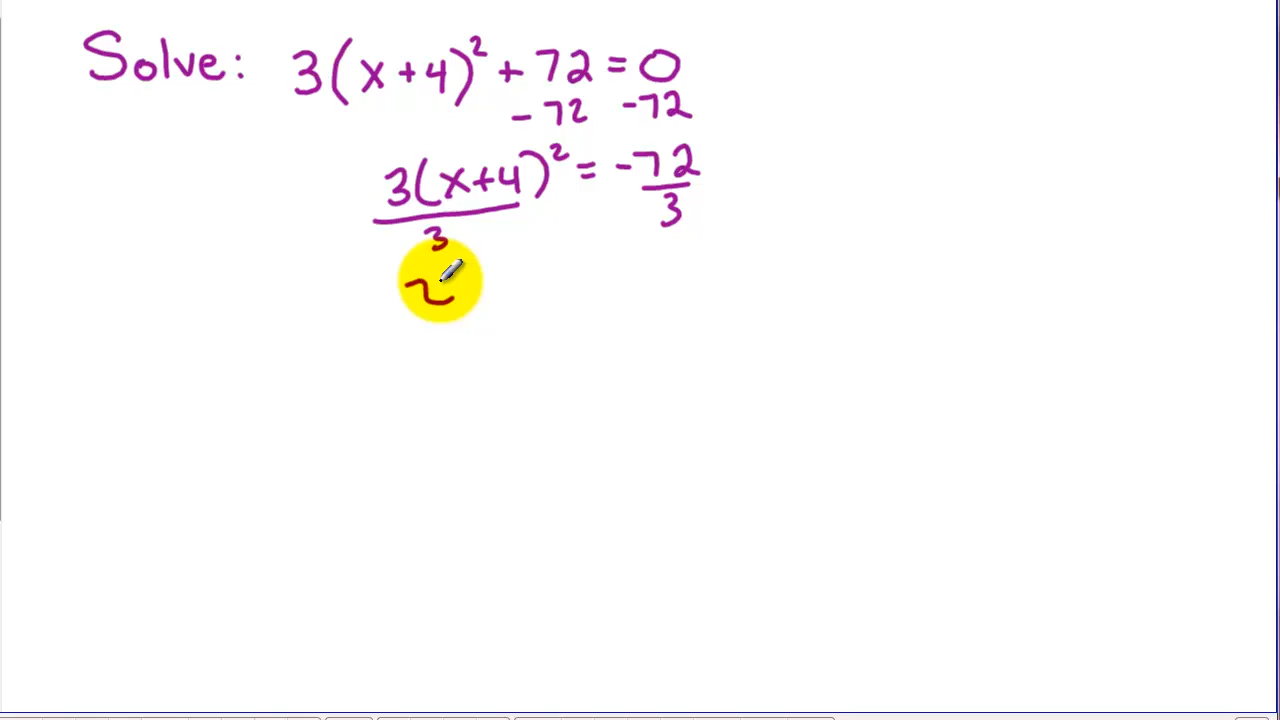 Solve: 3(x+4)² + 72 = 0
- 72 -72
3(x+4)² = -72
3 3